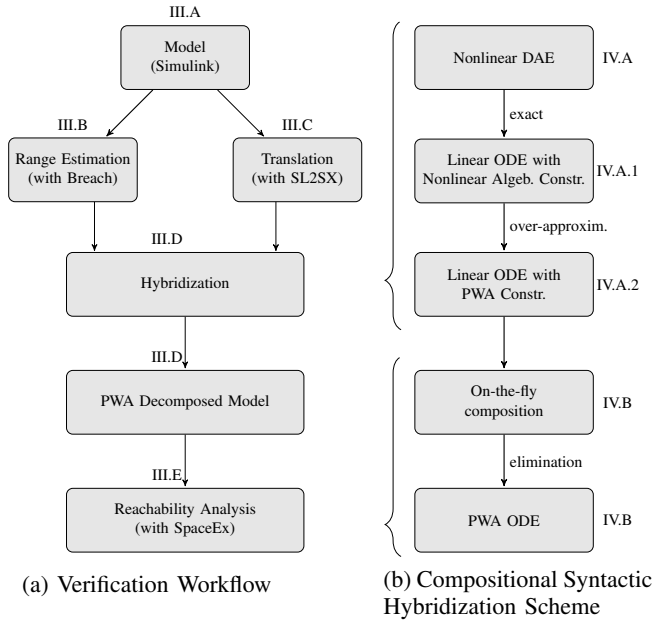 III.A
Model
(Simulink)
III.B
III.C
Range Estimation
(with Breach)
Translation
(with SL2SX)
III.D
Hybridization
III.D
PWA Decomposed Model
III.E
Reachability Analysis
(with SpaceEx)
(a) Verification Workflow
Nonlinear DAE
IV.A
exact
Linear ODE with
Nonlinear Algeb. Constr.
IV.A.1
over-approxim.
Linear ODE with
PWA Constr.
IV.A.2
On-the-fly
composition
IV.B
elimination
PWA ODE
IV.B
(b) Compositional Syntactic
Hybridization Scheme